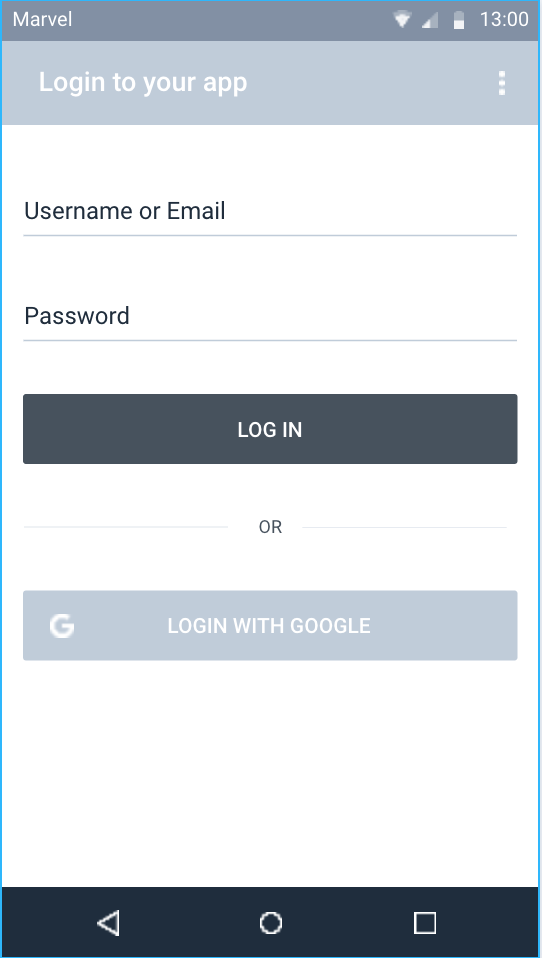 Marvel 13:00
Login to your app
Username or Email
Password
LOG IN
OR
G LOGIN WITH GOOGLE